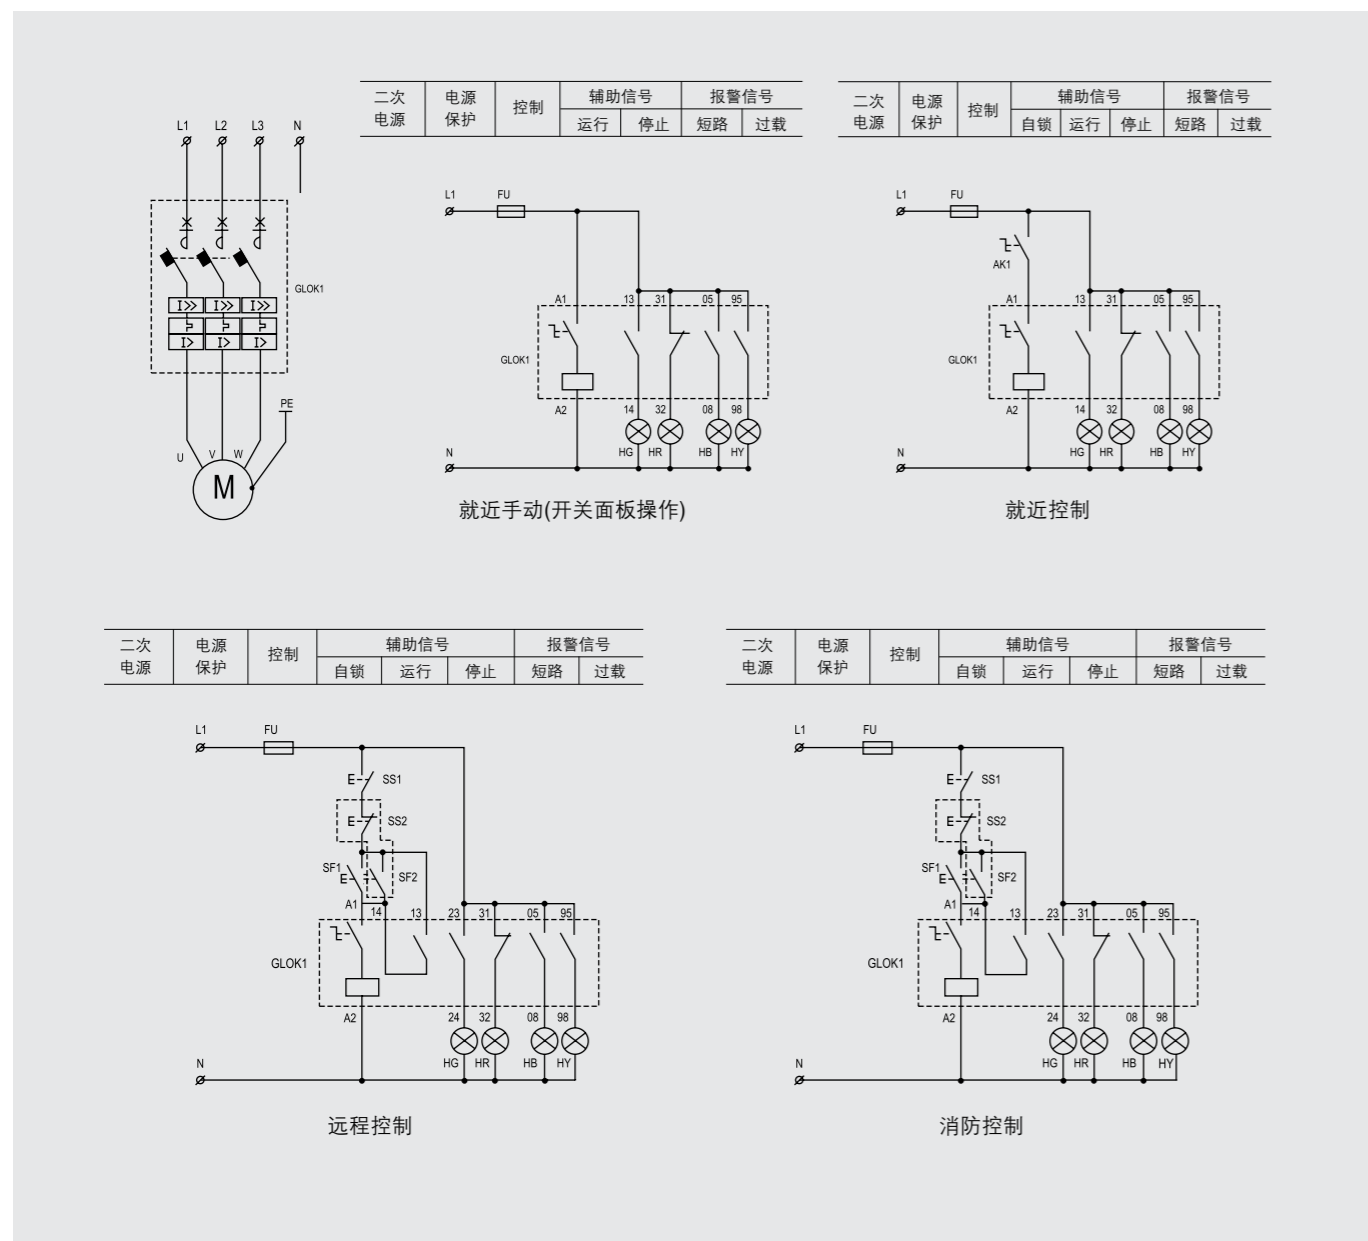 L1 L2 L3 N
GLOK1
I>> I>> I>>
I> I> I>
PE
U V W
M
二次电源 电源保护 控制 辅助信号 报警信号
运行 停止 短路 过载
L1 FU
A1 13 31 05 95
GLOK1
A2 14 32 08 98
HG HR HB HY
N
就近手动(开关面板操作)
二次电源 电源保护 控制 辅助信号 报警信号
自锁 运行 停止 短路 过载
L1 FU
AK1
A1 13 31 05 95
GLOK1
A2 14 32 08 98
HG HR HB HY
N
就近控制
二次电源 电源保护 控制 辅助信号 报警信号
自锁 运行 停止 短路 过载
L1 FU
SS1
SS2
SF1 SF2
A1 14 13 23 31 05 95
GLOK1
A2 24 32 08 98
HG HR HB HY
N
远程控制
二次电源 电源保护 控制 辅助信号 报警信号
自锁 运行 停止 短路 过载
L1 FU
SS1
SS2
SF1 SF2
A1 14 13 23 31 05 95
GLOK1
A2 24 32 08 98
HG HR HB HY
N
消防控制